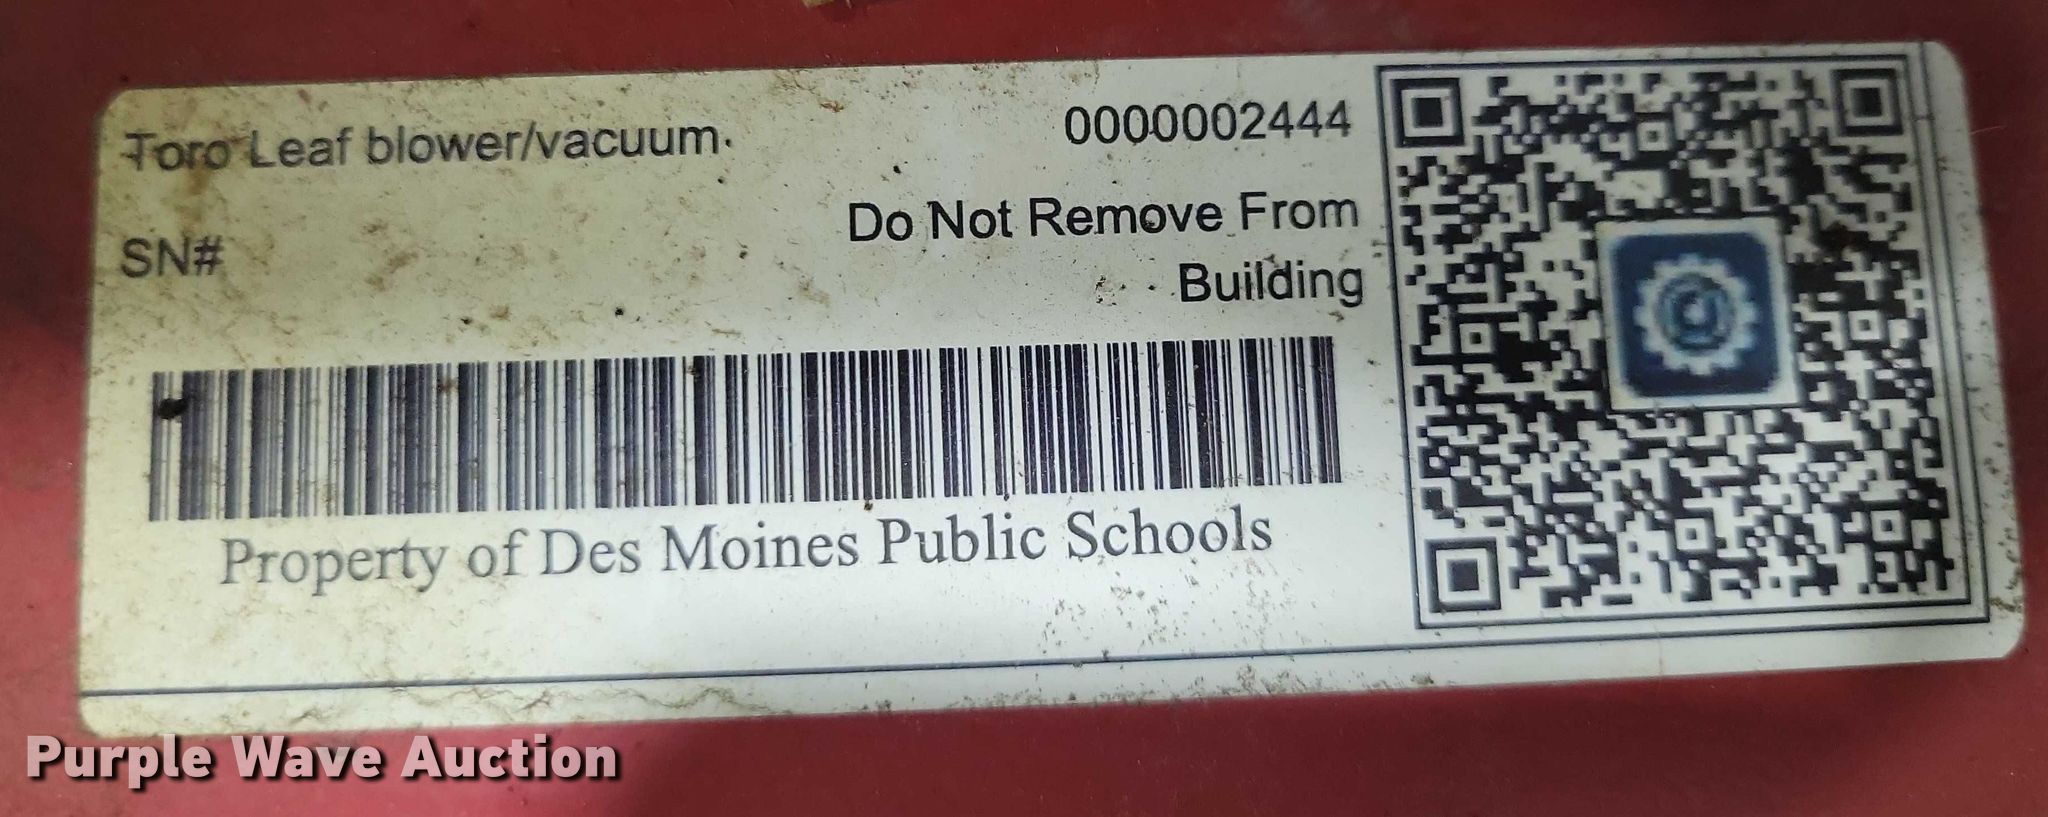 Toro Leaf blower/vacuum.
0000002444
SN#
Do Not Remove From
Building
Property of Des Moines Public Schools
Purple Wave Auction